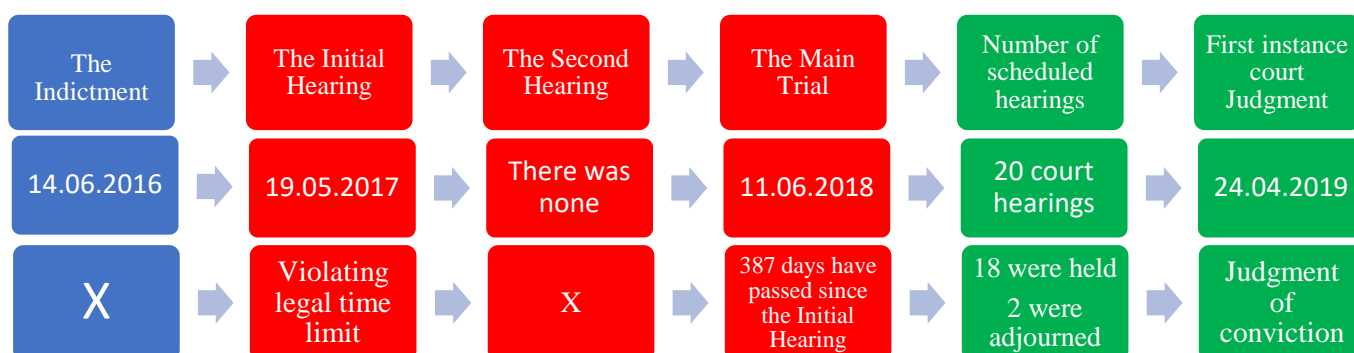 The
Indictment
The Initial
Hearing
The Second
Hearing
The Main
Trial
Number of
scheduled
hearings
First instance
court
Judgment
14.06.2016
19.05.2017
There was
none
11.06.2018
20 court
hearings
24.04.2019
X
Violating
legal time
limit
X
387 days have
passed since
the Initial
Hearing
18 were held
2 were
adjourned
Judgment
of
conviction